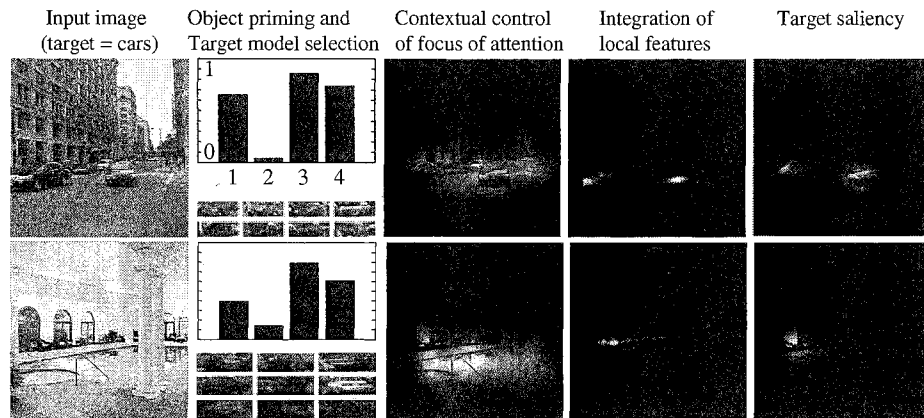 Input image
(target = cars)
Object priming and
Target model selection
Contextual control
of focus of attention
Integration of
local features
Target saliency
1
0
1 2 3 4